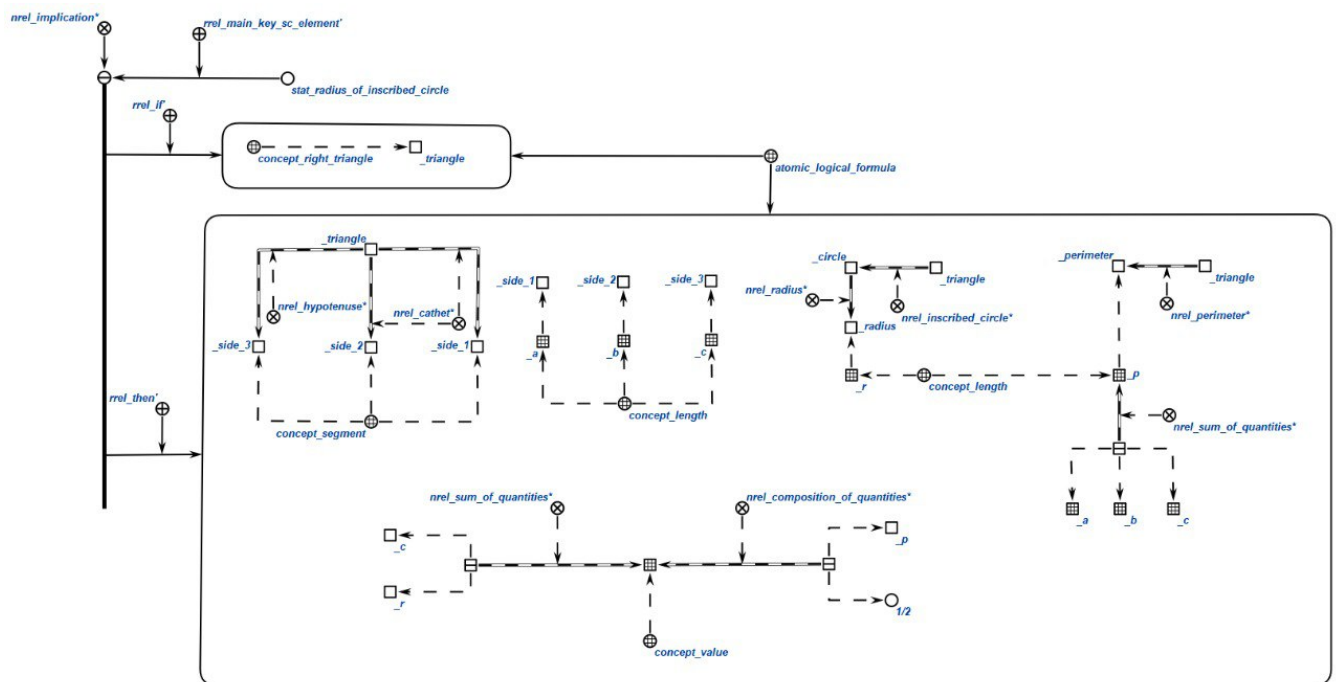 nrel_implication*
rrel_main_key_sc_element'
stat_radius_of_inscribed_circle
rrel_if'
concept_right_triangle
_triangle
atomic_logical_formula
_triangle
nrel_hypotenuse*
nrel_cathet*
_side_3
_side_2
_side_1
concept_segment
_side_1
_side_2
_side_3
_a
_b
_c
concept_length
_circle
_triangle
nrel_radius*
nrel_inscribed_circle*
_radius
_r
concept_length
_perimeter
_triangle
nrel_perimeter*
_p
nrel_sum_of_quantities*
_a
_b
_c
rrel_then'
nrel_sum_of_quantities*
nrel_composition_of_quantities*
_c
_p
_r
1/2
concept_value